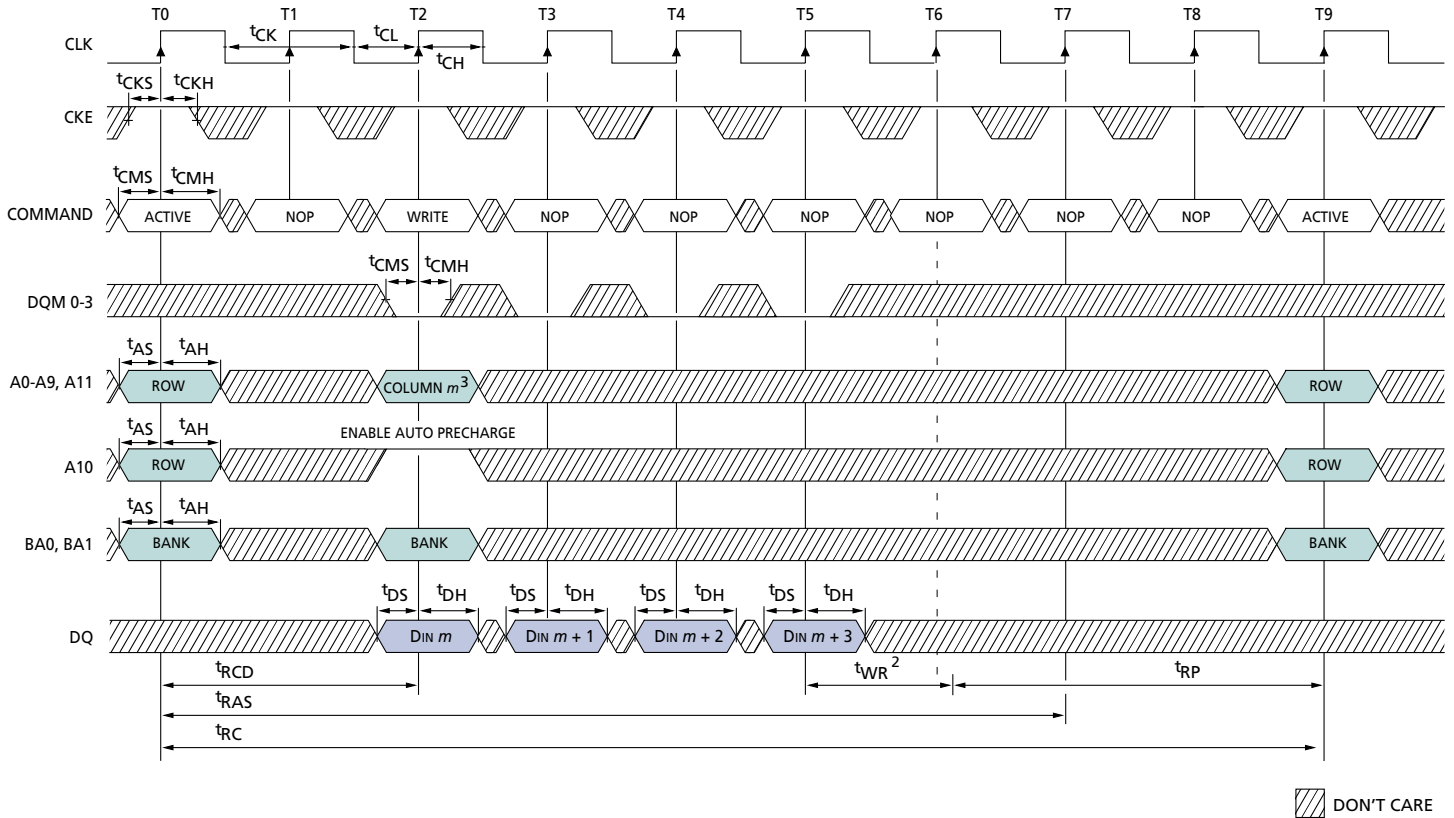 T0 T1 T2 T3 T4 T5 T6 T7 T8 T9
CLK tCK tCL tCH
tCKS tCKH
CKE
tCMS tCMH
COMMAND ACTIVE NOP WRITE NOP NOP NOP NOP NOP NOP ACTIVE
tCMS tCMH
DQM 0-3
tAS tAH
A0-A9, A11 ROW COLUMN m3 ROW
ENABLE AUTO PRECHARGE
tAS tAH
A10 ROW ROW
tAS tAH
BA0, BA1 BANK BANK BANK
tDS tDH tDS tDH tDS tDH tDS tDH
DQ DIN m DIN m + 1 DIN m + 2 DIN m + 3
tRCD tWR 2 tRP
tRAS
tRC
DON'T CARE